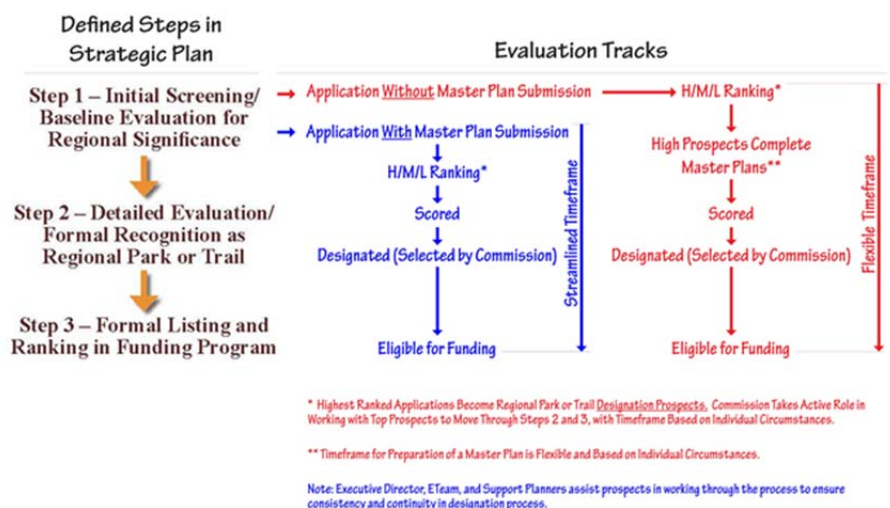 Defined Steps in
Strategic Plan
Evaluation Tracks
Step 1 – Initial Screening/
Baseline Evaluation for
Regional Significance
Step 2 – Detailed Evaluation/
Formal Recognition as
Regional Park or Trail
Step 3 – Formal Listing and
Ranking in Funding Program
Application Without Master Plan Submission
Application With Master Plan Submission
H/M/L Ranking*
Scored
Designated (Selected by Commission)
Eligible for Funding
Streamlined Timeframe
H/M/L Ranking*
High Prospects Complete
Master Plans**
Scored
Designated (Selected by Commission)
Eligible for Funding
Flexible Timeframe
* Highest Ranked Applications Become Regional Park or Trail Designation Prospects. Commission Takes Active Role in
Working with Top Prospects to Move Through Steps 2 and 3, with Timeframe Based on Individual Circumstances.
** Timeframe for Preparation of a Master Plan is Flexible and Based on Individual Circumstances.
Note: Executive Director, ETeam, and Support Planners assist prospects in working through the process to ensure
consistency and continuity in designation process.